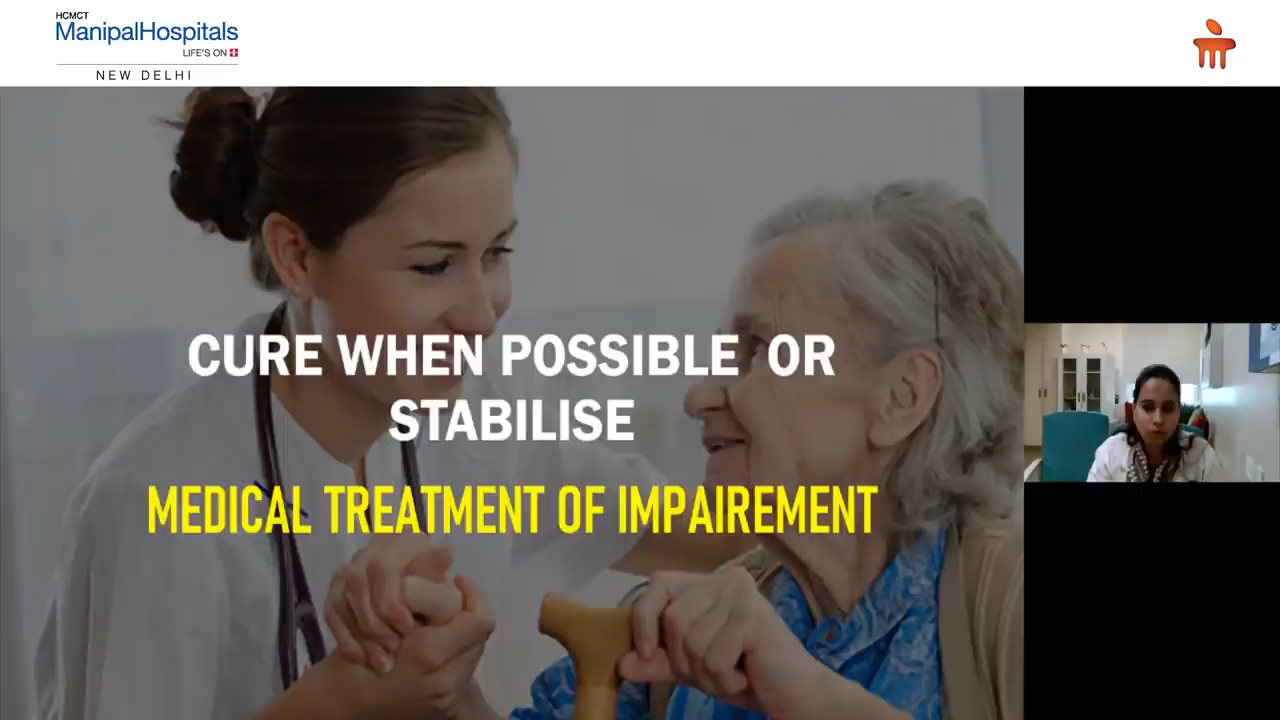 HCMCT
ManipalHospitals
LIFE'S ON
NEW DELHI
CURE WHEN POSSIBLE OR
STABILISE
MEDICAL TREATMENT OF IMPAIREMENT